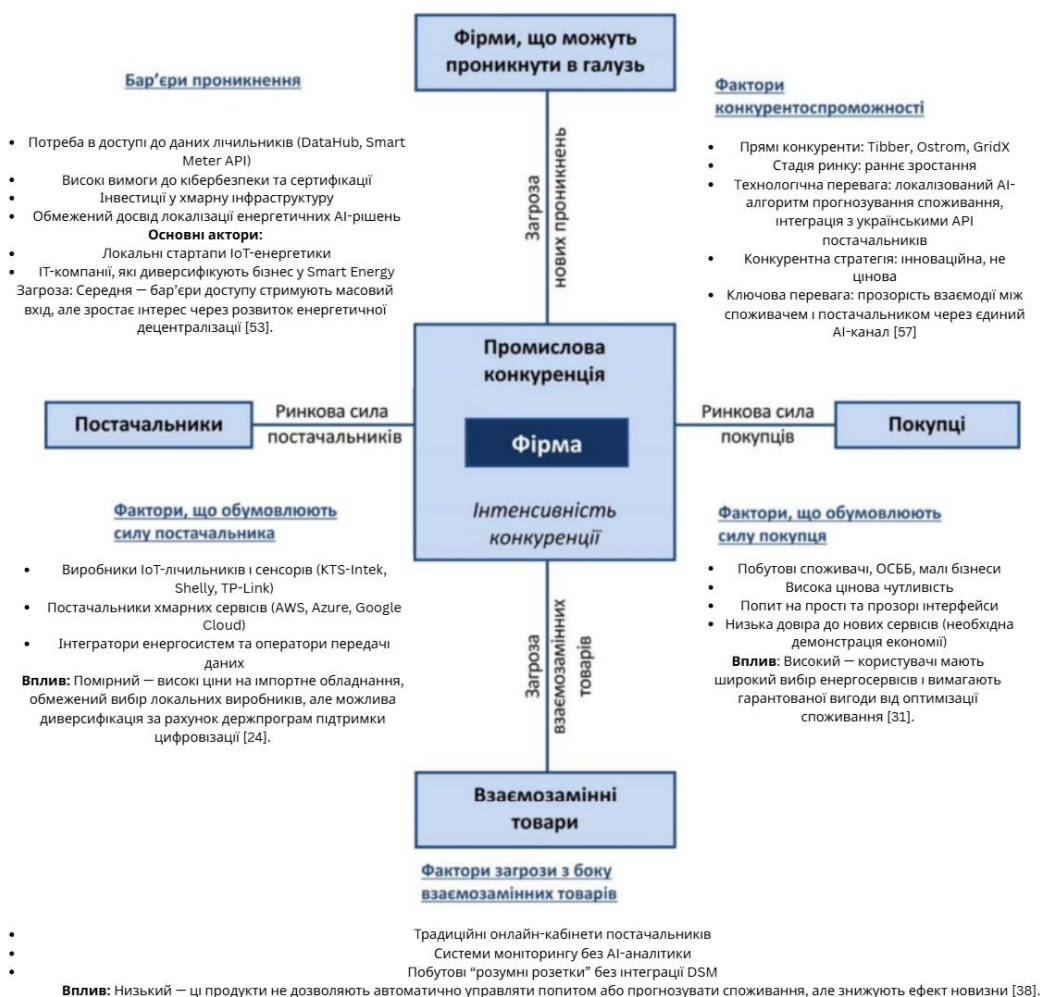 Фірми, що можуть
проникнути в галузь
Бар’єри проникнення
• Потреба в доступі до даних лічильників (DataHub, Smart
Meter API)
• Високі вимоги до кібербезпеки та сертифікації
• Інвестиції у хмарну інфраструктуру
• Обмежений досвід локалізації енергетичних AI-рішень
Основні актори:
• Локальні стартапи IoT-енергетики
• ІТ-компанії, які диверсифікують бізнес у Smart Energy
Загроза: Середня — бар’єри доступу стримують масовий
вхід, але зростає інтерес через розвиток енергетичної
децентралізації [53].
Загроза
нових проникнень
Фактори
конкурентоспроможності
• Прямі конкуренти: Tibber, Ostrom, GridX
• Стадія ринку: раннє зростання
• Технологічна перевага: локалізований AI-
алгоритм прогнозування споживання,
інтеграція з українськими API
постачальників
• Конкурентна стратегія: інноваційна, не
цінова
• Ключова перевага: прозорість взаємодії між
споживачем і постачальником через єдиний
AI-канал [57]
Постачальники
Ринкова сила
постачальників
Промислова
конкуренція
Фірма
Інтенсивність
конкуренції
Ринкова сила
покупців
Покупці
Фактори, що обумовлюють
силу постачальника
• Виробники IoT-лічильників і сенсорів (KTS-Intek,
Shelly, TP-Link)
• Постачальники хмарних сервісів (AWS, Azure, Google
Cloud)
• Інтегратори енергосистем та оператори передачі
даних
Вплив: Помірний — високі ціни на імпортне обладнання,
обмежений вибір локальних виробників, але можлива
диверсифікація за рахунок держпрограм підтримки
цифровізації [24].
Загроза
взаємозамінних
товарів
Фактори, що обумовлюють
силу покупця
• Побутові споживачі, ОСББ, малі бізнеси
• Висока цінова чутливість
• Попит на прості та прозорі інтерфейси
• Низька довіра до нових сервісів (необхідна
демонстрація економії)
Вплив: Високий — користувачі мають
широкий вибір енергосервісів і вимагають
гарантованої вигоди від оптимізації
споживання [31].
Взаємозамінні
товари
Фактори загрози з боку
взаємозамінних товарів
• Традиційні онлайн-кабінети постачальників
• Системи моніторингу без AI-аналітики
• Побутові “розумні розетки” без інтеграції DSM
Вплив: Низький — ці продукти не дозволяють автоматично управляти попитом або прогнозувати споживання, але знижують ефект новизни [38].